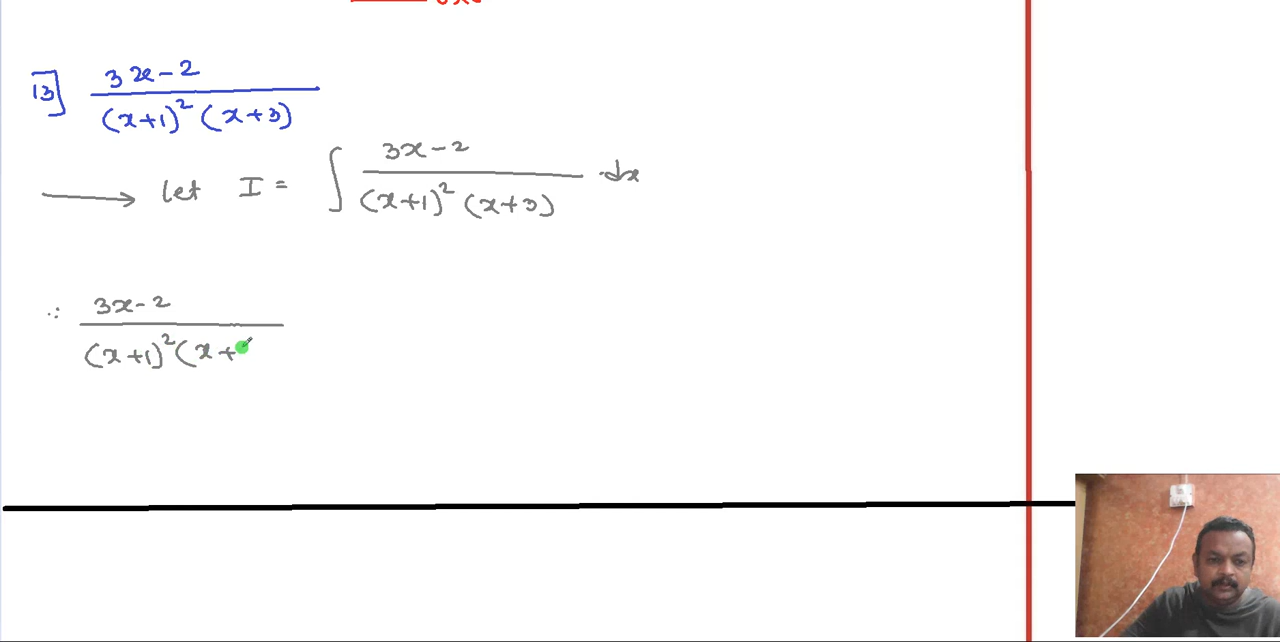 13] 3x-2 / (x+1)² (x+3)
→ let I = ∫ 3x-2 / (x+1)² (x+3) dx
∴ 3x-2 / (x+1)² (x+